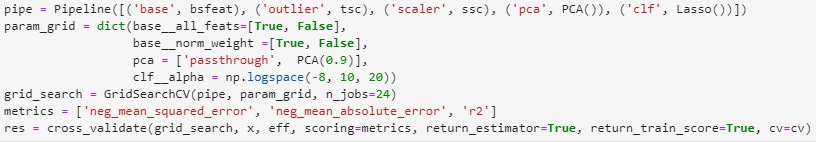 pipe = Pipeline([('base', bsfeat), ('outlier', tsc), ('scaler', ssc), ('pca', PCA()), ('clf', Lasso())])
param_grid = dict(base__all_feats=[True, False],
                  base__norm_weight =[True, False],
                  pca = ['passthrough',  PCA(0.9)],
                  clf__alpha = np.logspace(-8, 10, 20))
grid_search = GridSearchCV(pipe, param_grid, n_jobs=24)
metrics = ['neg_mean_squared_error', 'neg_mean_absolute_error', 'r2']
res = cross_validate(grid_search, x, eff, scoring=metrics, return_estimator=True, return_train_score=True, cv=cv)